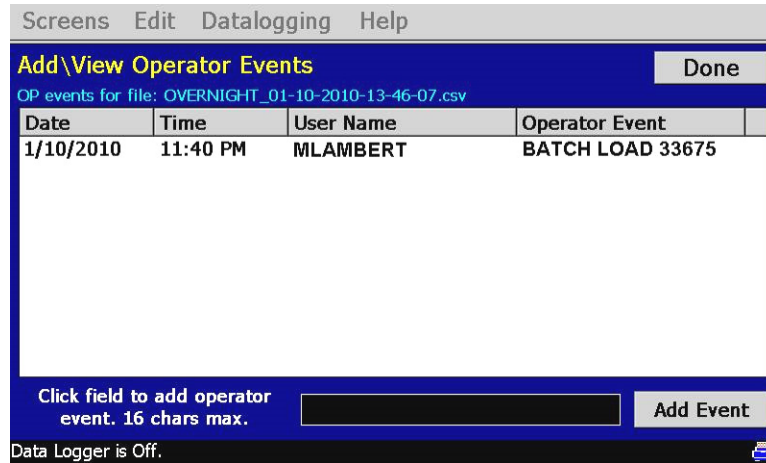 Screens Edit Datalogging Help
Add\View Operator Events
Done
OP events for file: OVERNIGHT_01-10-2010-13-46-07.csv
Date Time User Name Operator Event
1/10/2010 11:40 PM MLAMBERT BATCH LOAD 33675
Click field to add operator
event. 16 chars max.
Add Event
Data Logger is Off.